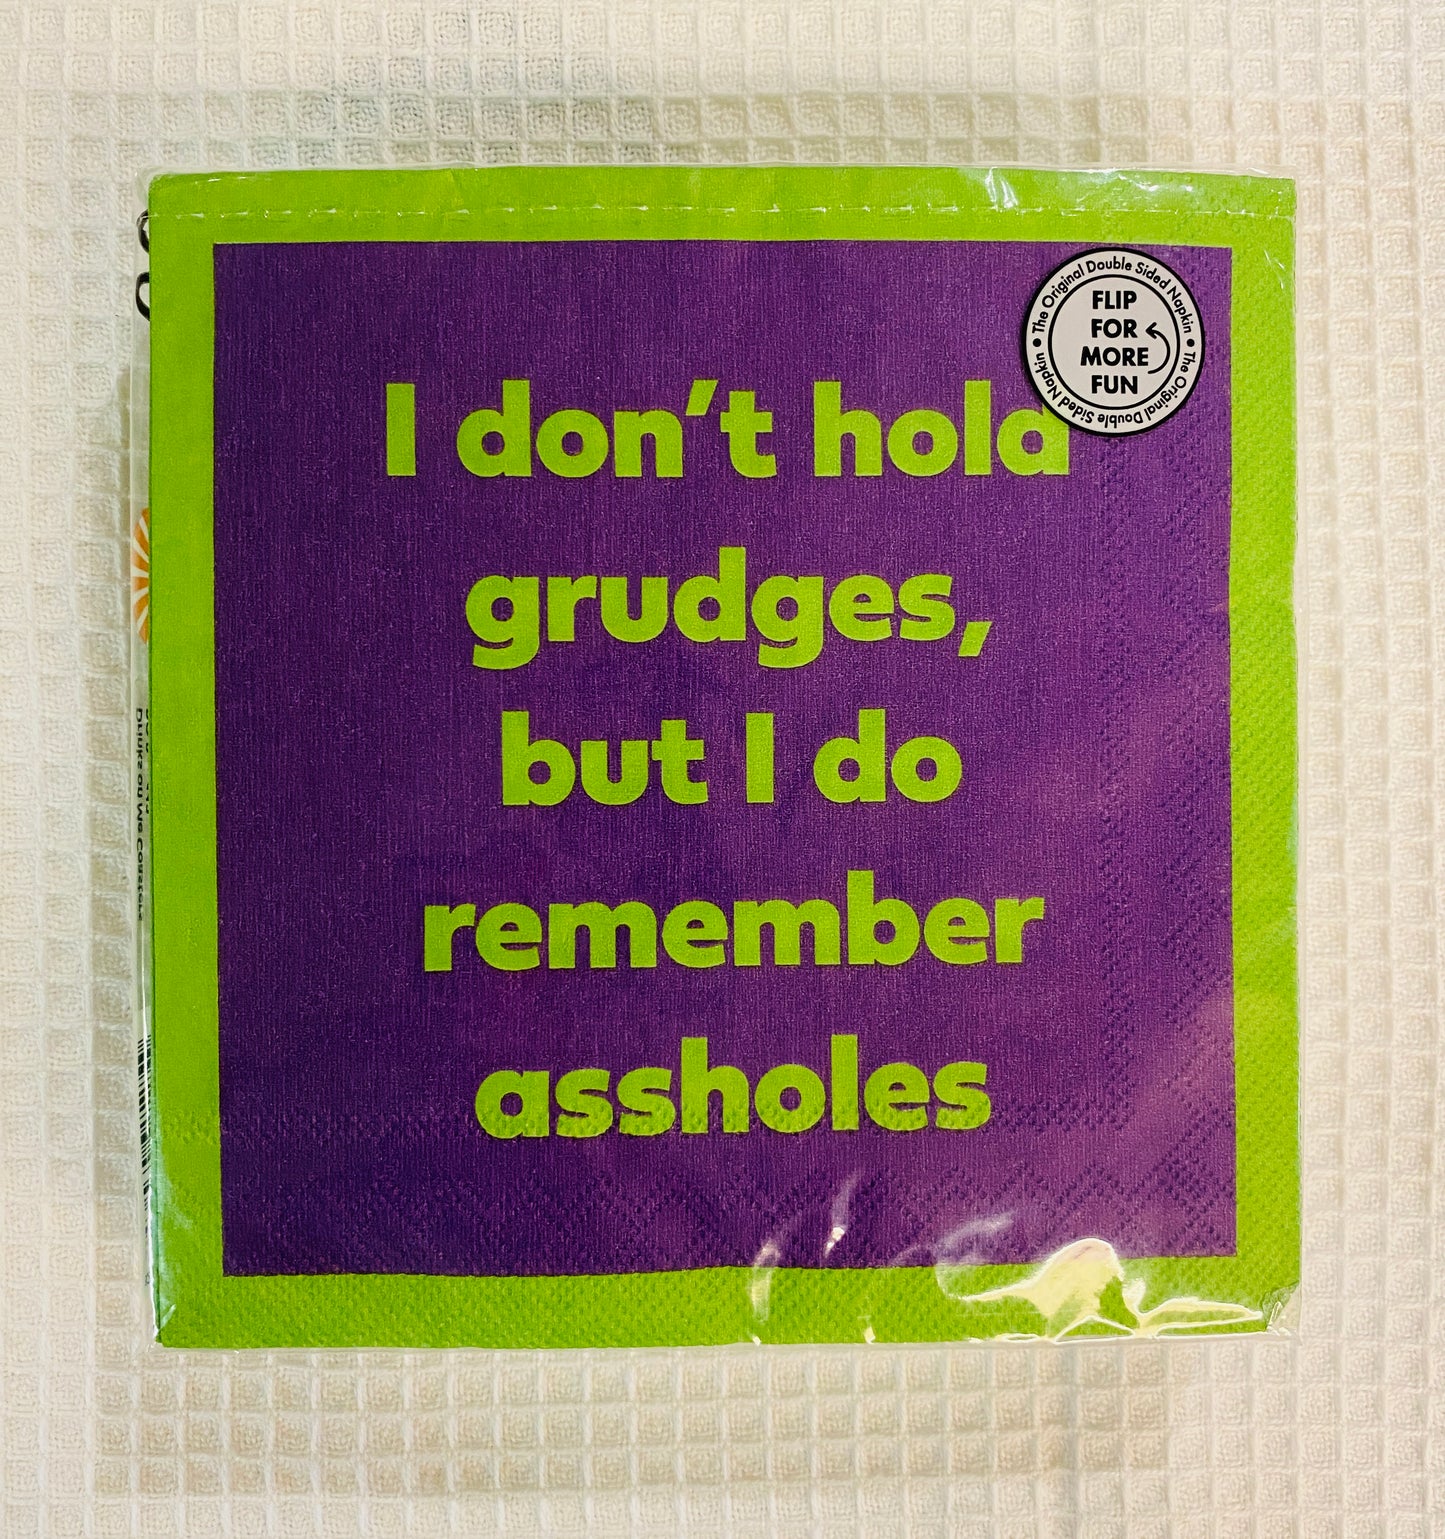 I don't hold
grudges,
but I do
remember
assholes
The Original Double Sided Napkin • The Original Double Sided Napkin •
FLIP
FOR
MORE
FUN